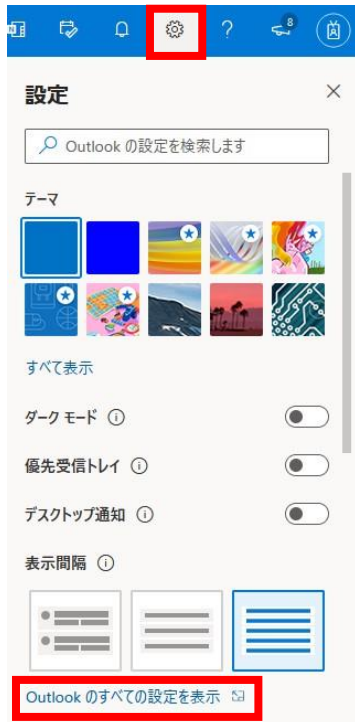 8
設定
Outlook の設定を検索します
テーマ
すべて表示
ダーク モード
優先受信トレイ
デスクトップ通知
表示間隔
Outlook のすべての設定を表示